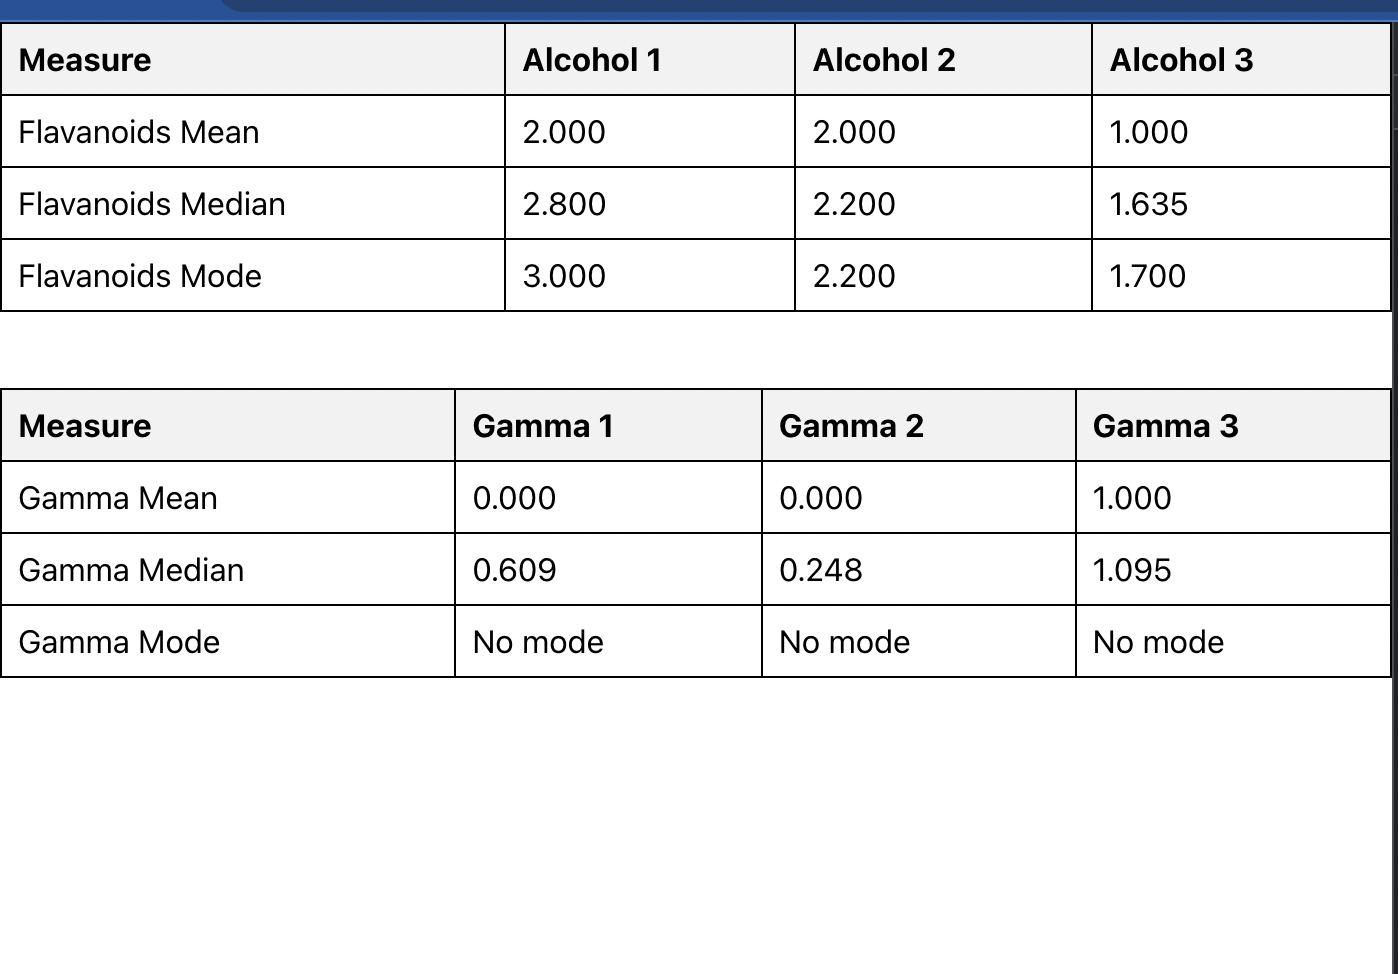 Measure Alcohol 1 Alcohol 2 Alcohol 3
Flavanoids Mean 2.000 2.000 1.000
Flavanoids Median 2.800 2.200 1.635
Flavanoids Mode 3.000 2.200 1.700
Measure Gamma 1 Gamma 2 Gamma 3
Gamma Mean 0.000 0.000 1.000
Gamma Median 0.609 0.248 1.095
Gamma Mode No mode No mode No mode